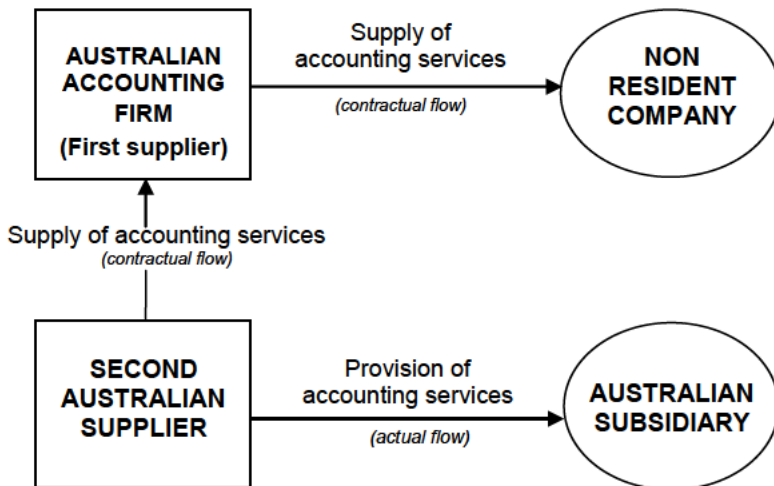 AUSTRALIAN
ACCOUNTING
FIRM
(First supplier)
Supply of
accounting services
(contractual flow)
NON
RESIDENT
COMPANY
Supply of accounting services
(contractual flow)
SECOND
AUSTRALIAN
SUPPLIER
Provision of
accounting services
(actual flow)
AUSTRALIAN
SUBSIDIARY